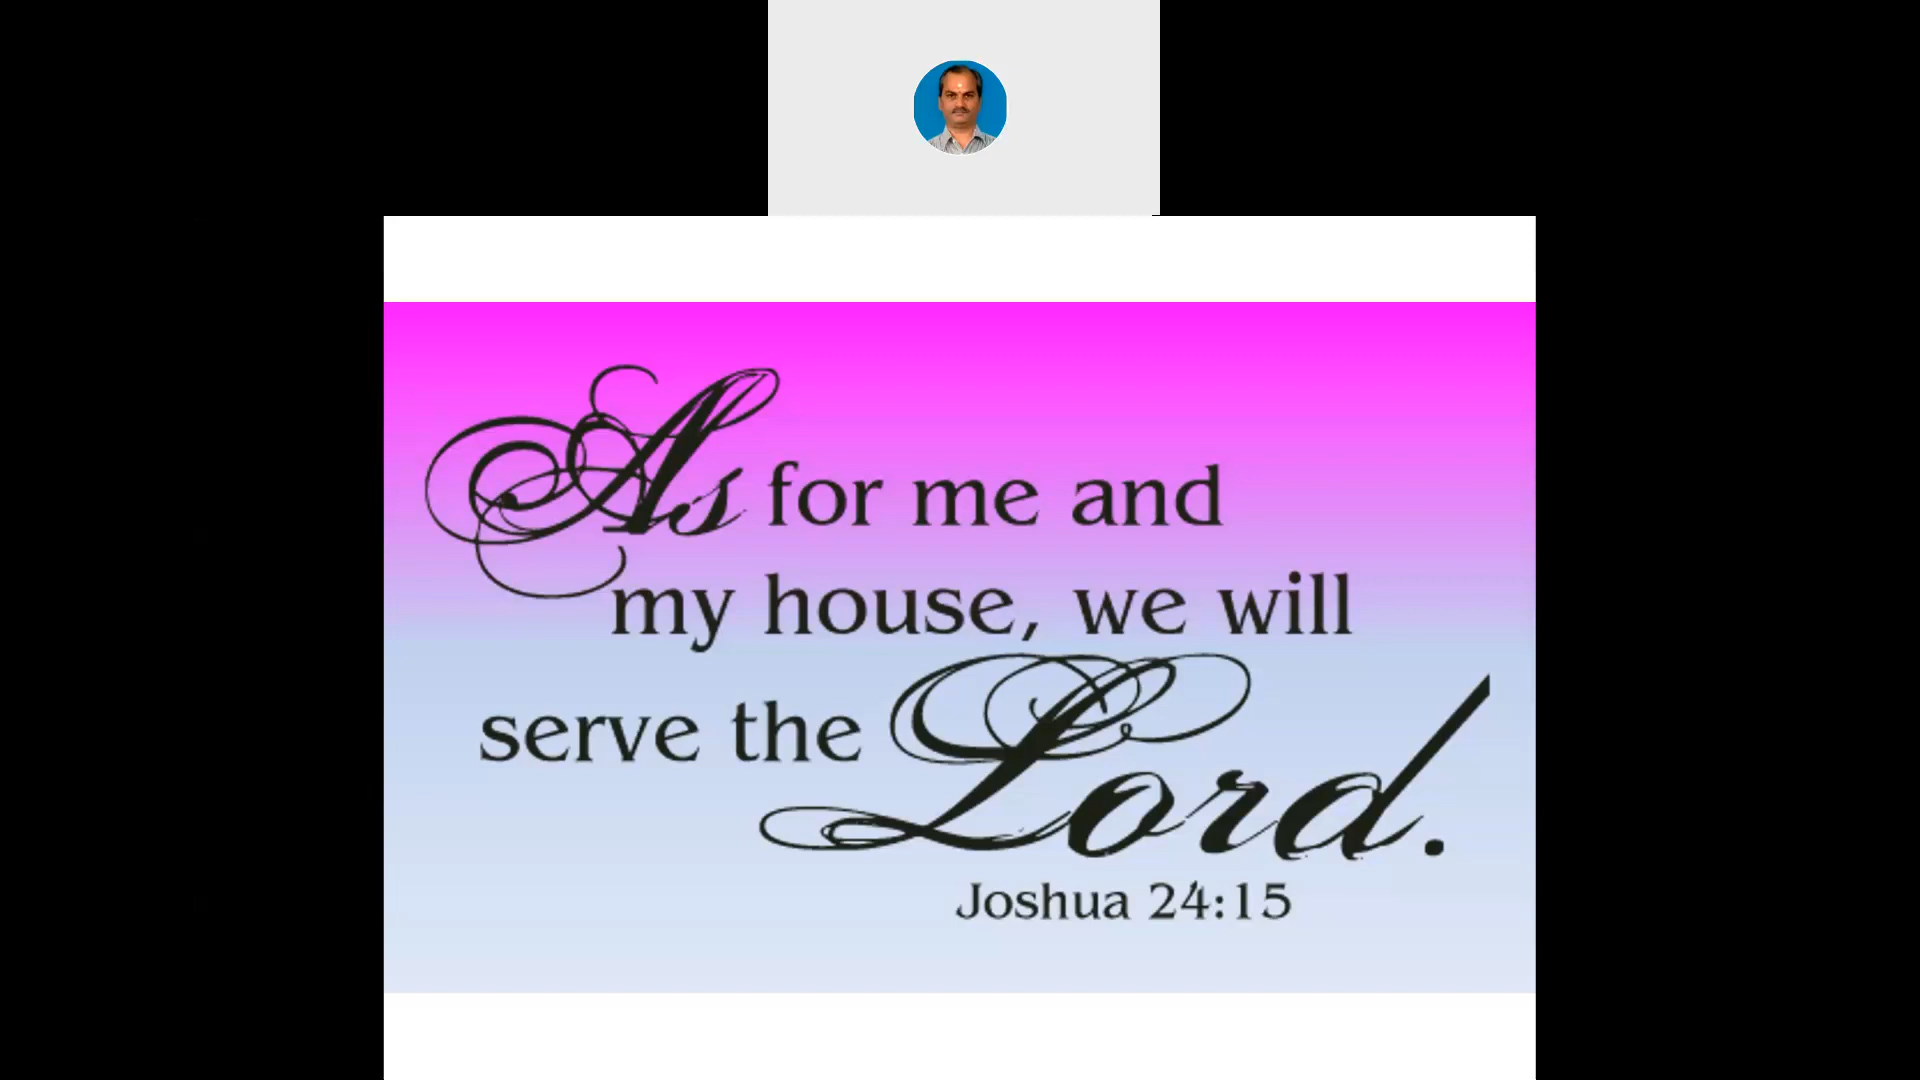 As for me and
my house, we will
serve the Lord.
Joshua 24:15